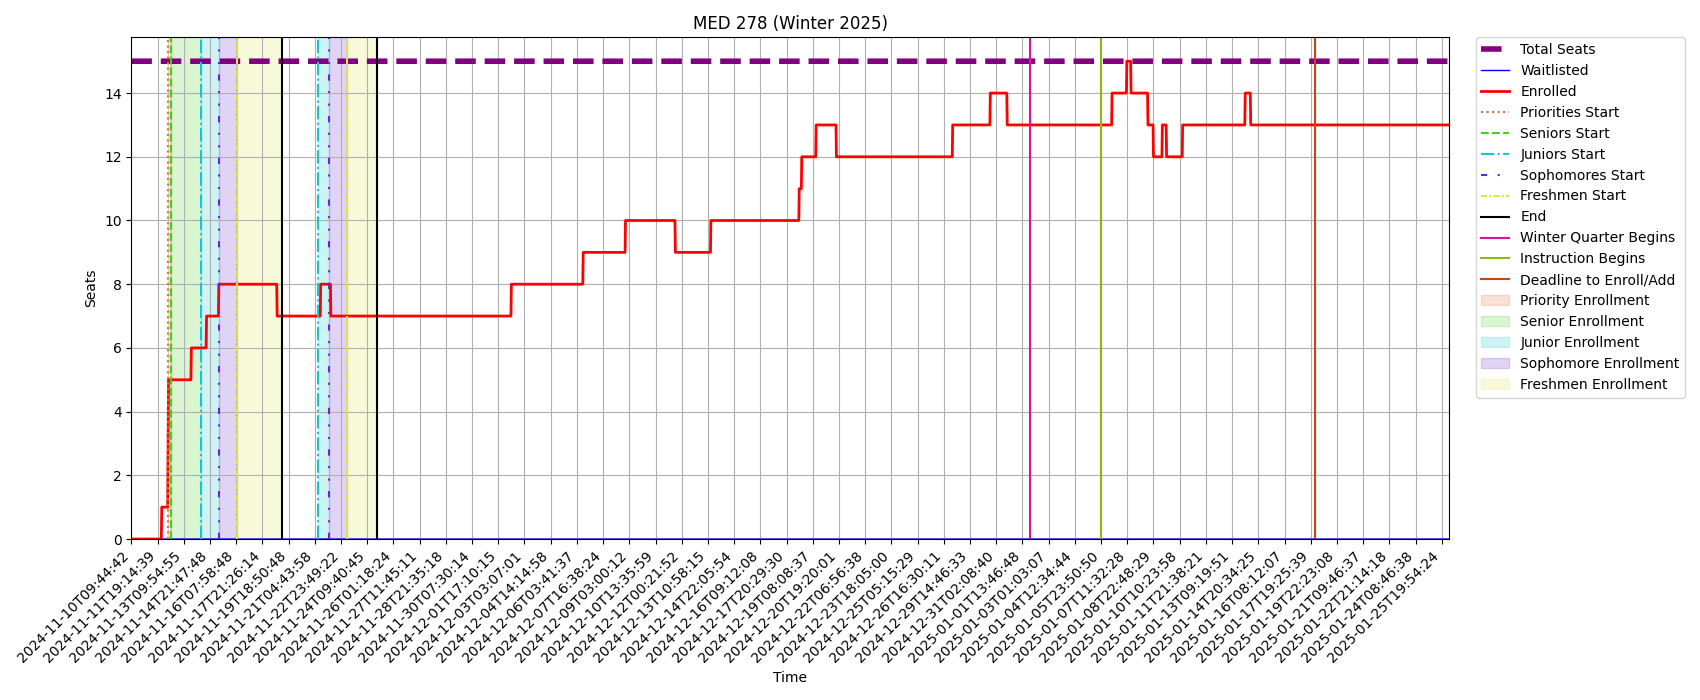 MED 278 (Winter 2025)
Seats
14
12
10
8
6
4
2
0
2024-11-10T09:44:42
2024-11-11T19:14:39
2024-11-13T09:54:55
2024-11-14T21:47:48
2024-11-16T07:58:48
2024-11-17T21:26:14
2024-11-19T18:50:48
2024-11-21T04:43:58
2024-11-22T23:49:22
2024-11-24T09:40:45
2024-11-26T01:18:24
2024-11-27T11:45:11
2024-11-28T21:35:18
2024-11-30T07:30:14
2024-12-01T17:10:15
2024-12-03T03:07:01
2024-12-04T14:14:58
2024-12-06T03:41:37
2024-12-07T16:38:24
2024-12-09T03:00:12
2024-12-10T13:35:59
2024-12-12T00:21:52
2024-12-13T10:58:15
2024-12-14T22:05:54
2024-12-16T09:12:08
2024-12-17T20:29:30
2024-12-19T08:08:37
2024-12-20T19:20:01
2024-12-22T06:56:38
2024-12-23T18:05:00
2024-12-25T05:15:29
2024-12-26T16:30:11
2024-12-29T14:46:33
2024-12-31T02:08:40
2025-01-01T13:46:48
2025-01-03T01:03:07
2025-01-04T12:34:44
2025-01-05T23:50:50
2025-01-07T11:32:28
2025-01-08T22:48:29
2025-01-10T10:23:58
2025-01-11T21:38:21
2025-01-13T09:19:51
2025-01-14T20:34:25
2025-01-16T08:12:07
2025-01-17T19:25:39
2025-01-19T22:23:08
2025-01-21T09:46:37
2025-01-22T21:14:18
2025-01-24T08:46:38
2025-01-25T19:54:24
Time
Total Seats
Waitlisted
Enrolled
Priorities Start
Seniors Start
Juniors Start
Sophomores Start
Freshmen Start
End
Winter Quarter Begins
Instruction Begins
Deadline to Enroll/Add
Priority Enrollment
Senior Enrollment
Junior Enrollment
Sophomore Enrollment
Freshmen Enrollment